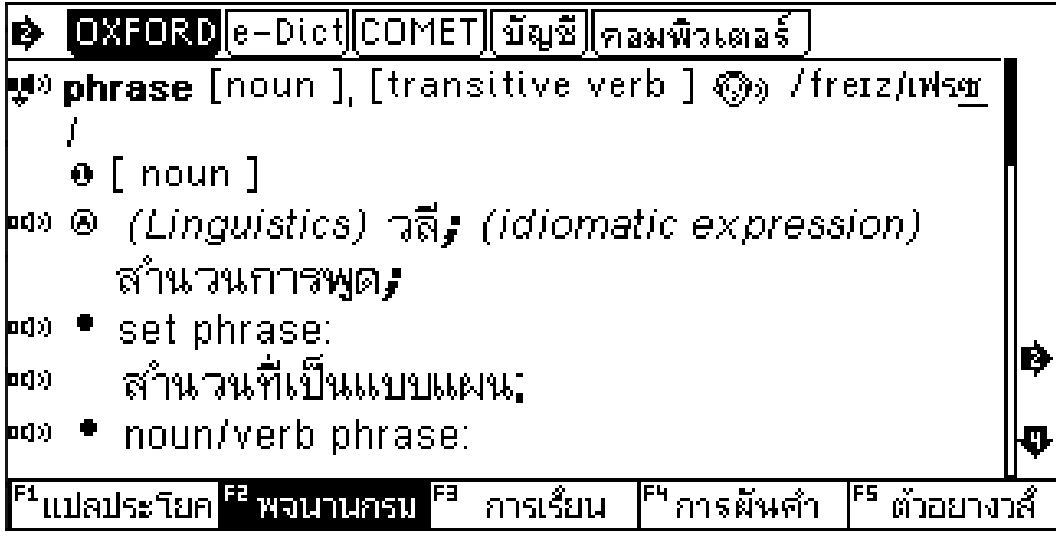 OXFORD e-Dict COMET บัญชี คอมพิวเตอร์
phrase [noun ], [transitive verb ] /freɪz/เฟรซ
/
❶ [ noun ]
Ⓐ (Linguistics) วลี; (idiomatic expression)
สำนวนการพูด;
• set phrase:
สำนวนที่เป็นแบบแผน;
• noun/verb phrase:
F1 แปลประโยค F2 พจนานุกรม F3 การเรียน F4 การผันคำ F5 ตัวอย่างวลี